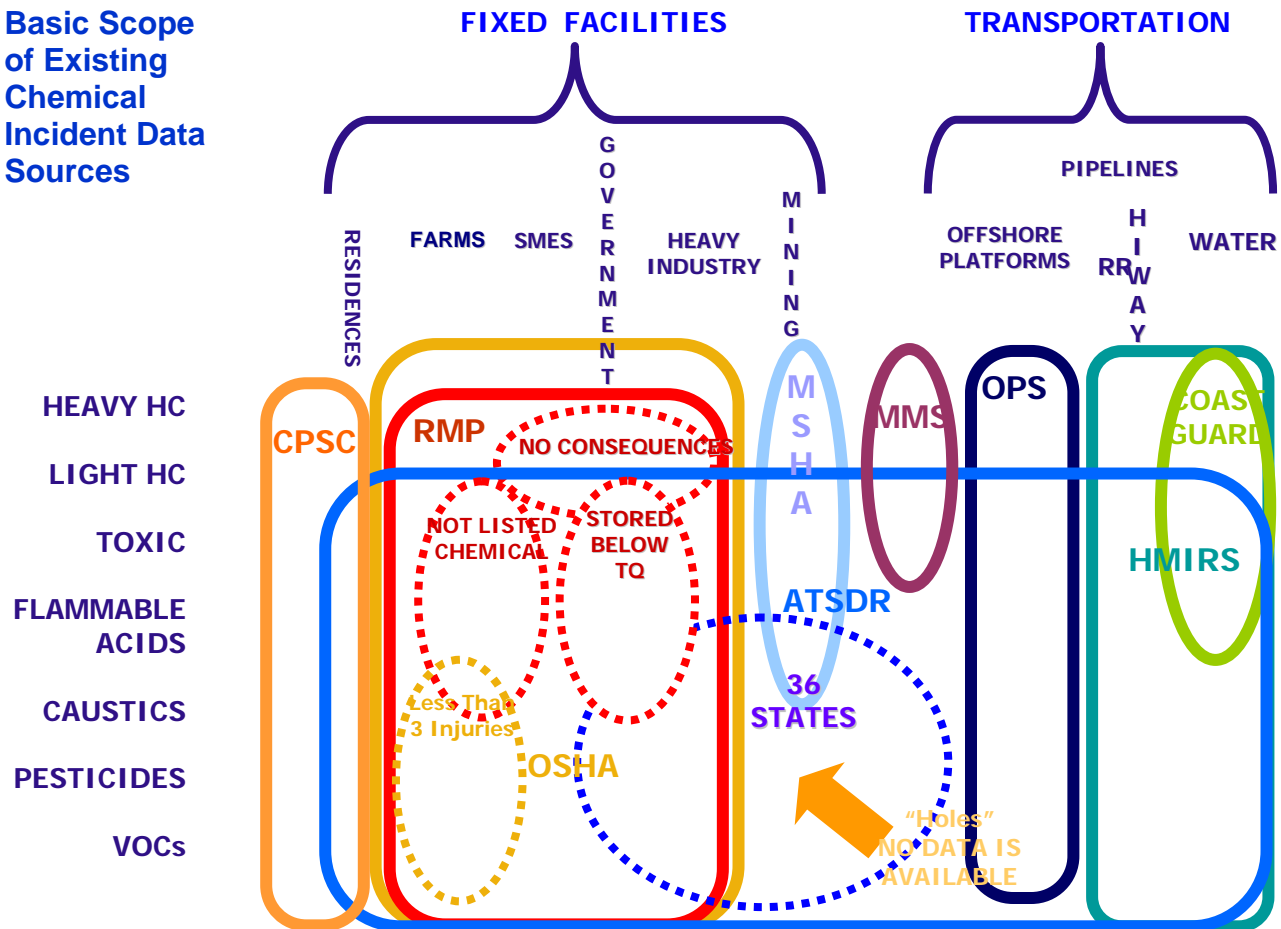 Basic Scope
of Existing
Chemical
Incident Data
Sources
FIXED FACILITIES
TRANSPORTATION
RESIDENCES
FARMS
SMES
GOVERNMENT
HEAVY
INDUSTRY
MINING
OFFSHORE
PLATFORMS
PIPELINES
RR
HIWAY
WATER
HEAVY HC
LIGHT HC
TOXIC
FLAMMABLE
ACIDS
CAUSTICS
PESTICIDES
VOCs
CPSC
RMP
NO CONSEQUENCES
NOT LISTED
CHEMICAL
STORED
BELOW
TQ
Less Than
3 Injuries
OSHA
MSHA
ATSDR
36
STATES
"Holes"
NO DATA IS
AVAILABLE
MMS
OPS
COAST
GUARD
HMIRS